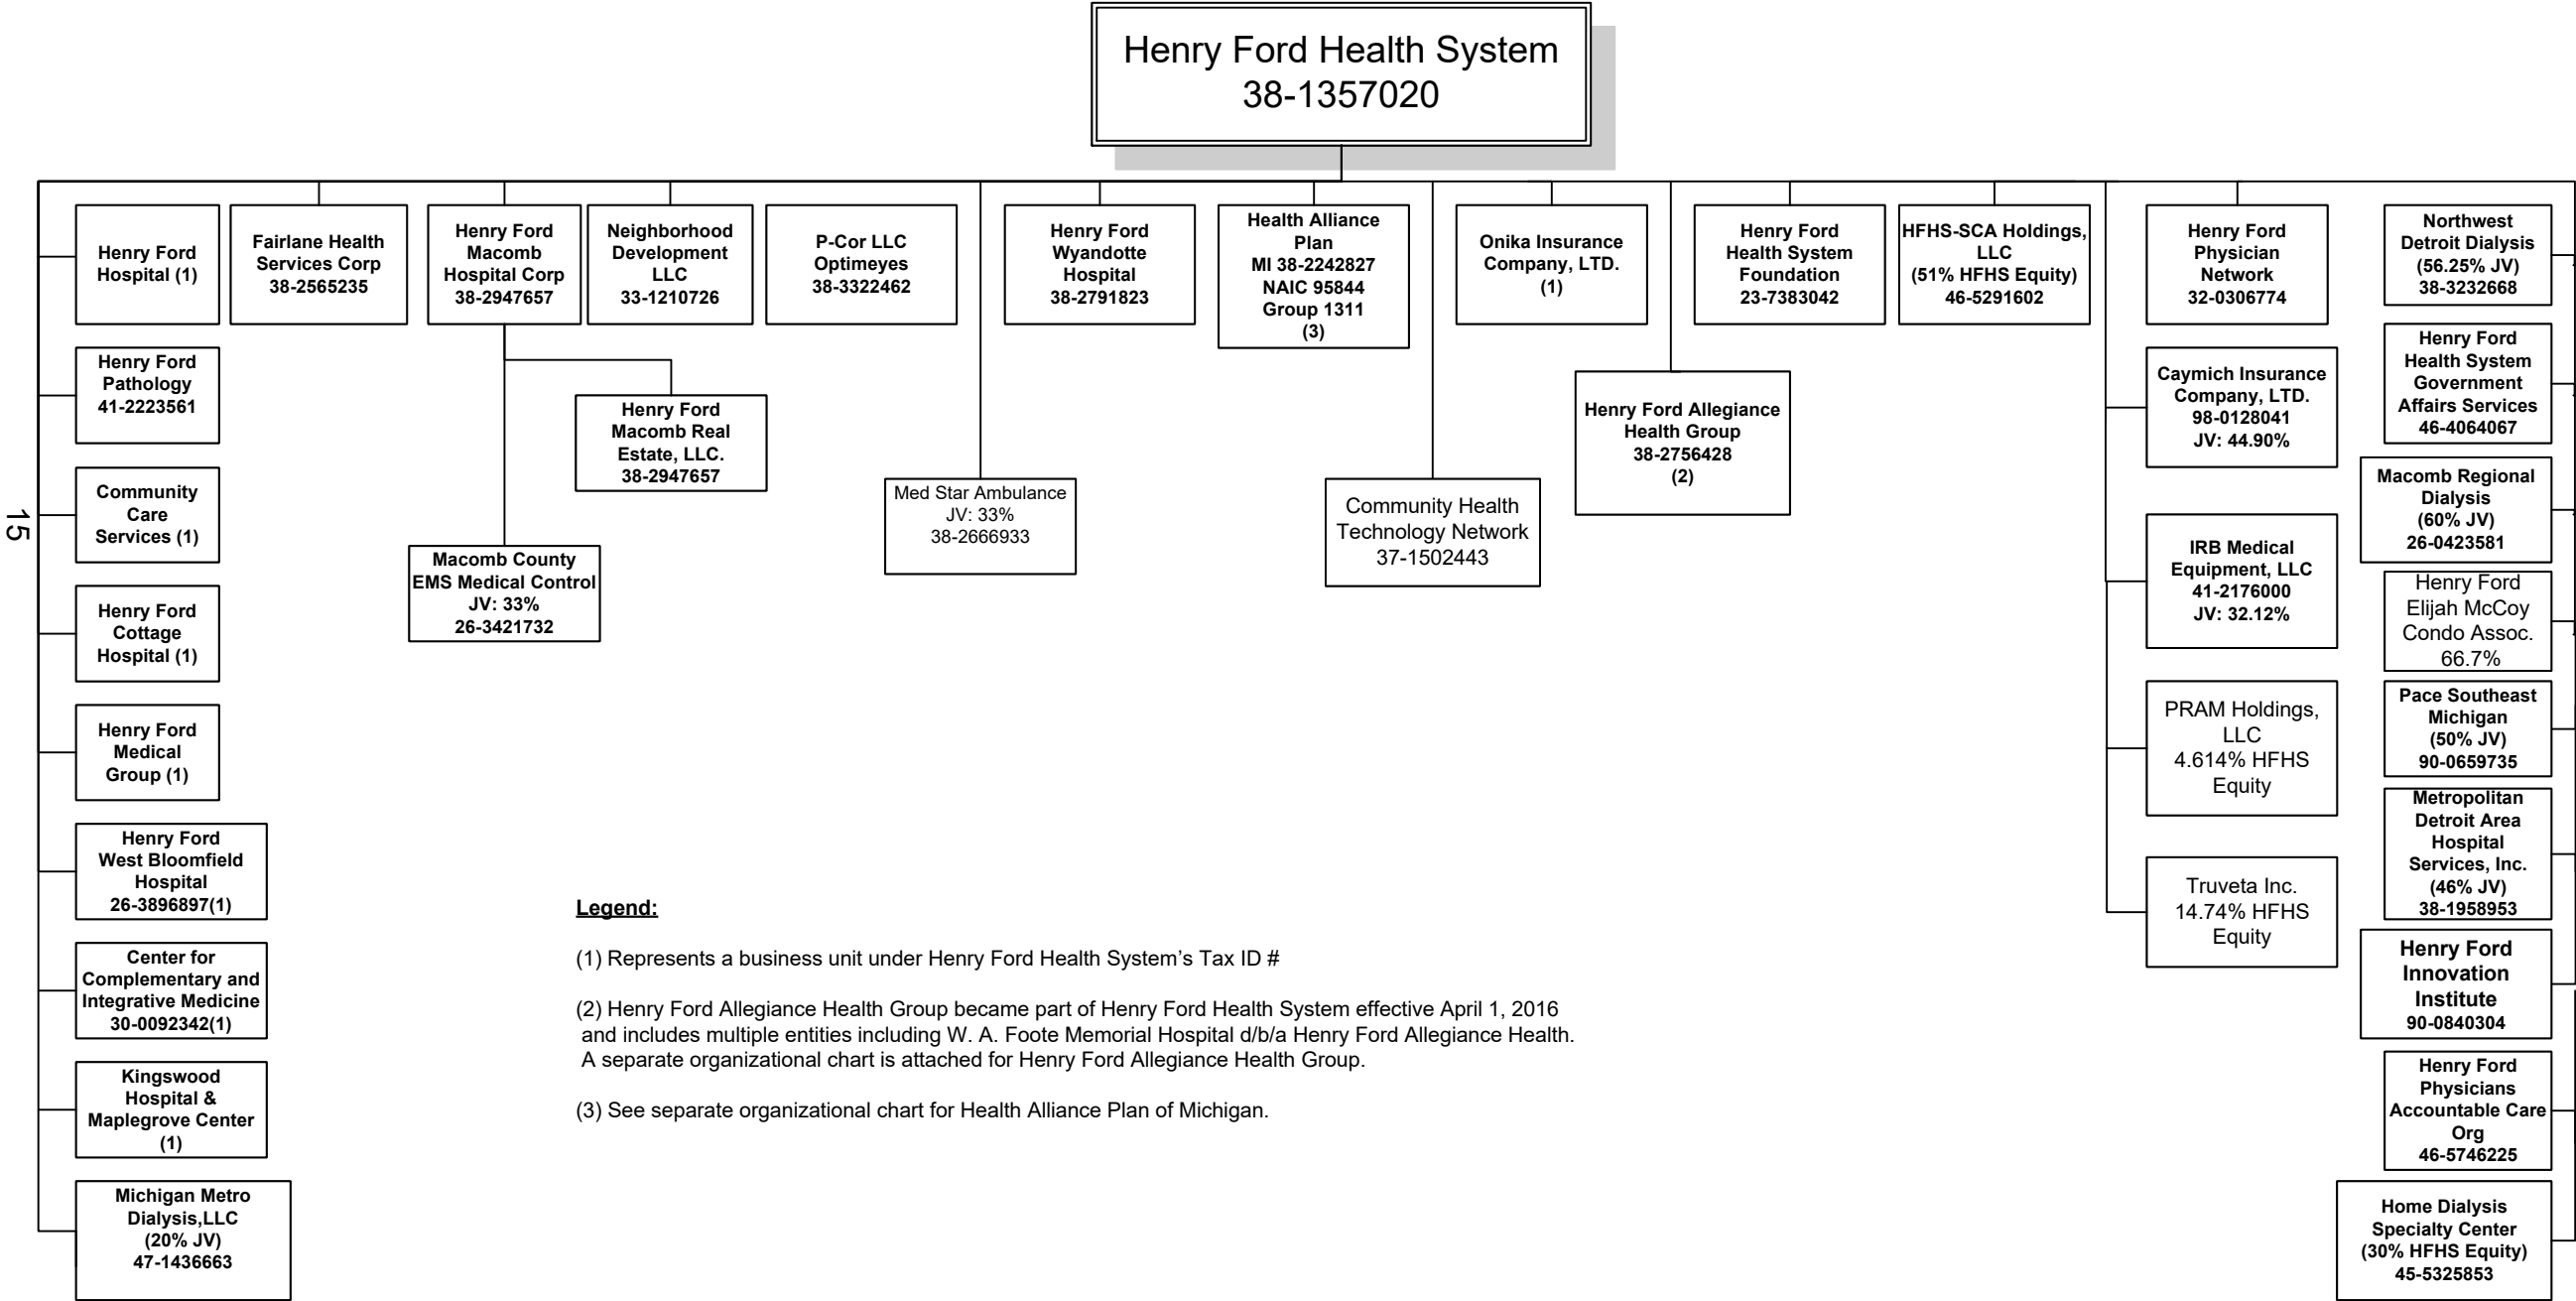 Henry Ford Health System
38-1357020
Henry Ford
Hospital (1)
Fairlane Health
Services Corp
38-2565235
Henry Ford
Macomb
Hospital Corp
38-2947657
Neighborhood
Development
LLC
33-1210726
P-Cor LLC
Optimeyes
38-3322462
Henry Ford
Wyandotte
Hospital
38-2791823
Health Alliance
Plan
MI 38-2242827
NAIC 95844
Group 1311
(3)
Onika Insurance
Company, LTD.
(1)
Henry Ford
Health System
Foundation
23-7383042
HFHS-SCA Holdings,
LLC
(51% HFHS Equity)
46-5291602
Henry Ford
Physician
Network
32-0306774
Northwest
Detroit Dialysis
(56.25% JV)
38-3232668
Henry Ford
Pathology
41-2223561
Henry Ford
Macomb Real
Estate, LLC.
38-2947657
Henry Ford Allegiance
Health Group
38-2756428
(2)
Caymich Insurance
Company, LTD.
98-0128041
JV: 44.90%
Henry Ford
Health System
Government
Affairs Services
46-4064067
15
Community
Care
Services (1)
Macomb County
EMS Medical Control
JV: 33%
26-3421732
Med Star Ambulance
JV: 33%
38-2666933
Community Health
Technology Network
37-1502443
IRB Medical
Equipment, LLC
41-2176000
JV: 32.12%
Macomb Regional
Dialysis
(60% JV)
26-0423581
Henry Ford
Cottage
Hospital (1)
Henry Ford
Elijah McCoy
Condo Assoc.
66.7%
Henry Ford
Medical
Group (1)
PRAM Holdings,
LLC
4.614% HFHS
Equity
Pace Southeast
Michigan
(50% JV)
90-0659735
Henry Ford
West Bloomfield
Hospital
26-3896897(1)
Truveta Inc.
14.74% HFHS
Equity
Metropolitan
Detroit Area
Hospital
Services, Inc.
(46% JV)
38-1958953
Center for
Complementary and
Integrative Medicine
30-0092342(1)
Henry Ford
Innovation
Institute
90-0840304
Kingswood
Hospital &
Maplegrove Center
(1)
Henry Ford
Physicians
Accountable Care
Org
46-5746225
Michigan Metro
Dialysis,LLC
(20% JV)
47-1436663
Home Dialysis
Specialty Center
(30% HFHS Equity)
45-5325853
Legend:
(1) Represents a business unit under Henry Ford Health System’s Tax ID #
(2) Henry Ford Allegiance Health Group became part of Henry Ford Health System effective April 1, 2016
and includes multiple entities including W. A. Foote Memorial Hospital d/b/a Henry Ford Allegiance Health.
A separate organizational chart is attached for Henry Ford Allegiance Health Group.
(3) See separate organizational chart for Health Alliance Plan of Michigan.